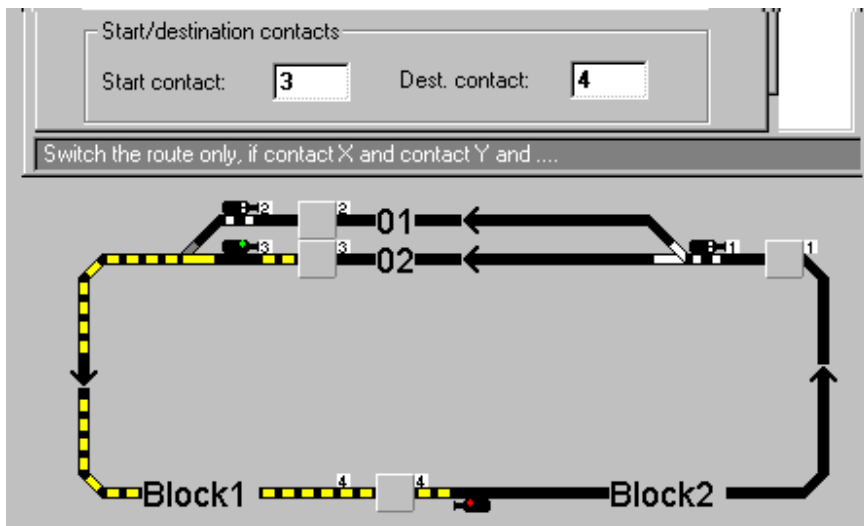 Start/destination contacts
Start contact: 3 Dest. contact: 4
Switch the route only, if contact X and contact Y and ....
2 2
01
3 3 1 1
02
4 4
Block1 Block2